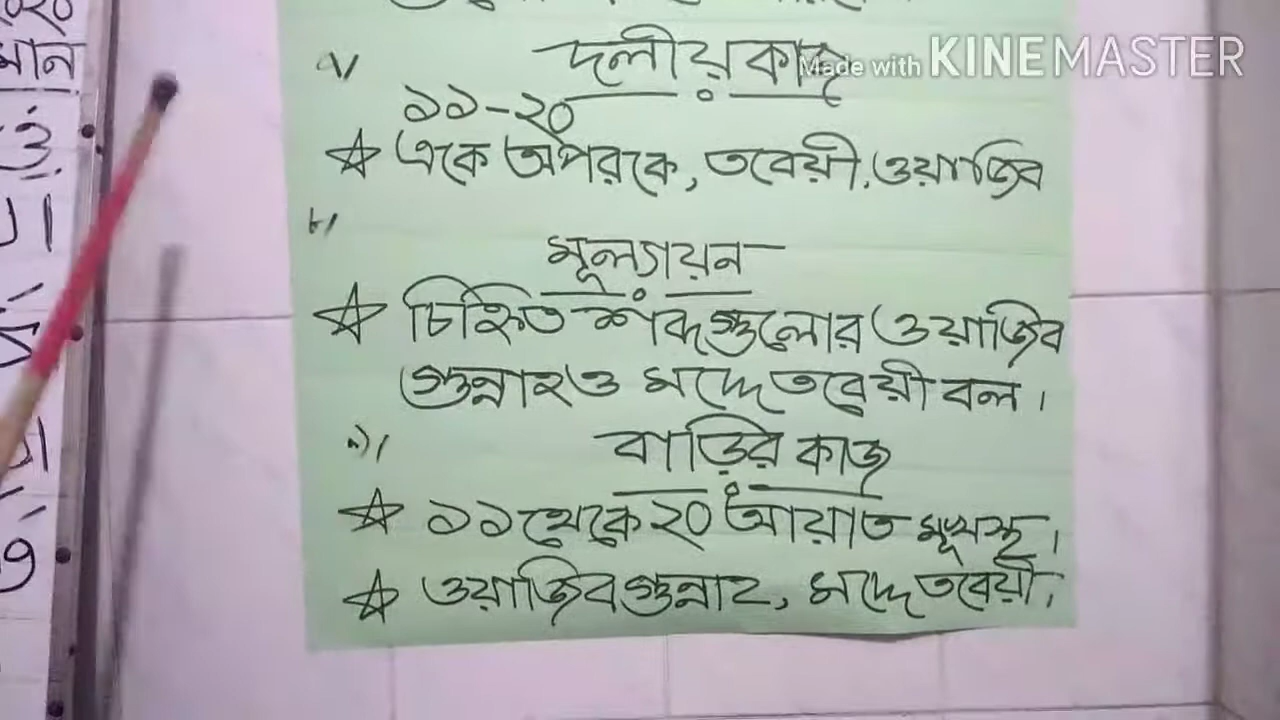 Made with KINEMASTER
৭/ দলীয় কাজ
১১-২০
☆ একে অপরকে, তবেয়ী, ওয়াজিব
৮/
মূল্যায়ন
☆ চিহ্নিত শব্দগুলোর ওয়াজিব
গুন্নাহ ও মদ্দে তবেয়ী বল।
৯/ বাড়ির কাজ
☆ ১১ থেকে ২০ আয়াত মূখস্থ।
☆ ওয়াজিব গুন্নাহ, মদ্দে তবেয়ী।
মান